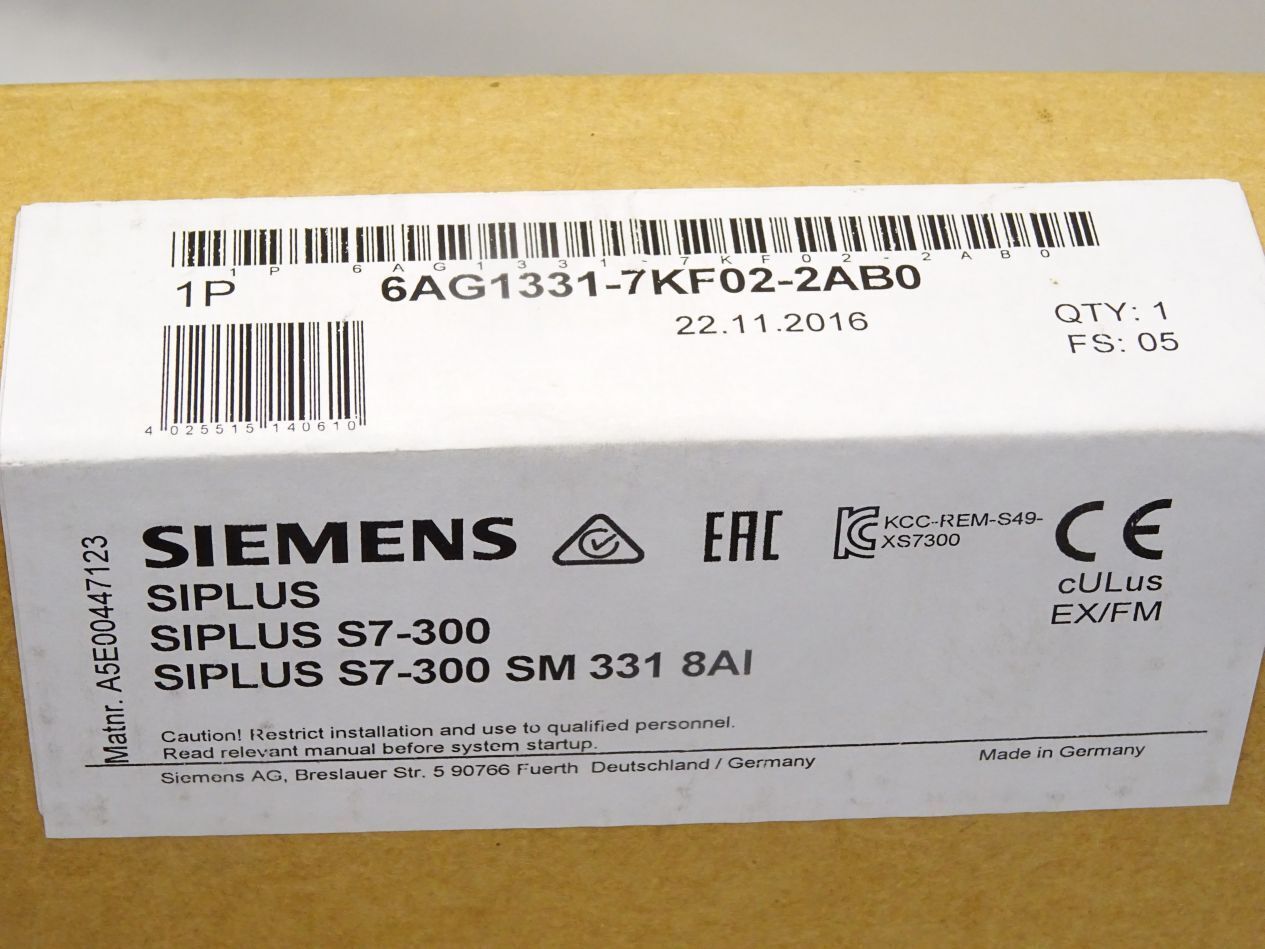 1P 6AG1331-7KF02-2AB0
1P 6AG1331-7KF02-2AB0
22.11.2016
QTY: 1
FS: 05
4 025515 140610
Matnr. A5E00447123
SIEMENS
EAC
KCC-REM-S49-
XS7300
CE
SIPLUS
cULus
SIPLUS S7-300
EX/FM
SIPLUS S7-300 SM 331 8AI
Caution! Restrict installation and use to qualified personnel.
Read relevant manual before system startup.
Siemens AG, Breslauer Str. 5 90766 Fuerth Deutschland / Germany
Made in Germany